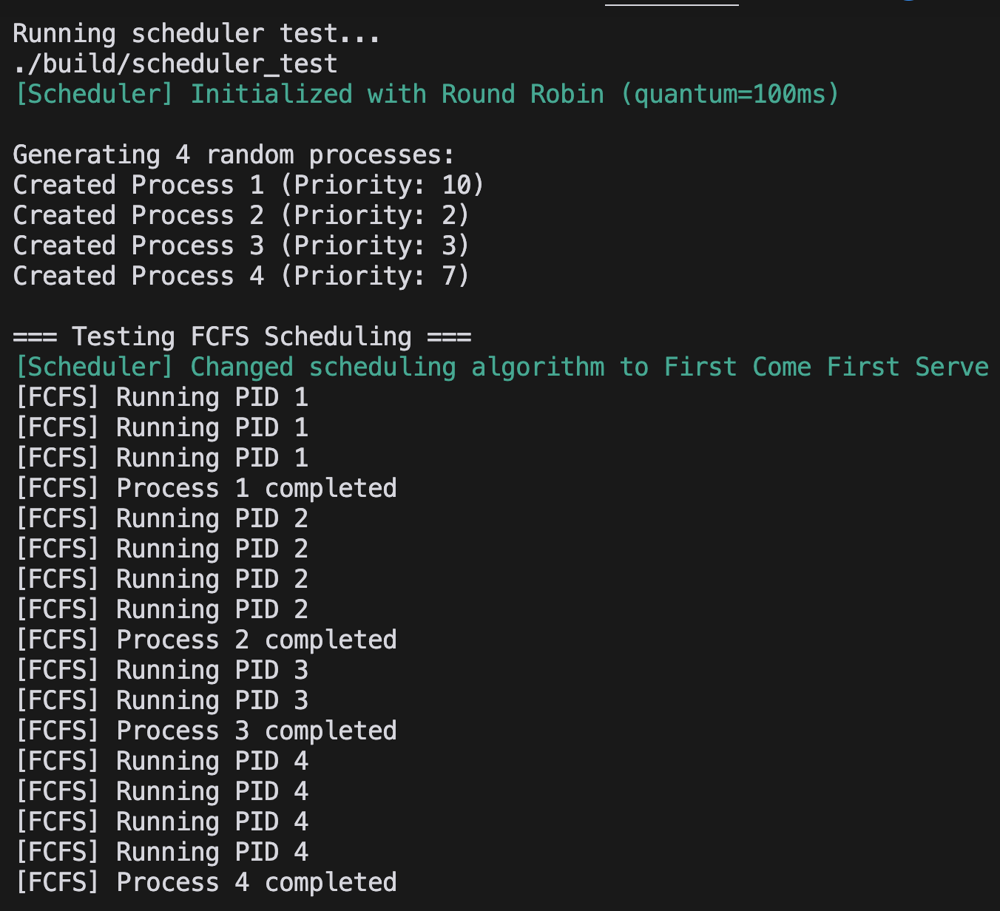 Running scheduler test...
./build/scheduler_test
[Scheduler] Initialized with Round Robin (quantum=100ms)
Generating 4 random processes:
Created Process 1 (Priority: 10)
Created Process 2 (Priority: 2)
Created Process 3 (Priority: 3)
Created Process 4 (Priority: 7)
=== Testing FCFS Scheduling ===
[Scheduler] Changed scheduling algorithm to First Come First Serve
[FCFS] Running PID 1
[FCFS] Running PID 1
[FCFS] Running PID 1
[FCFS] Process 1 completed
[FCFS] Running PID 2
[FCFS] Running PID 2
[FCFS] Running PID 2
[FCFS] Running PID 2
[FCFS] Process 2 completed
[FCFS] Running PID 3
[FCFS] Running PID 3
[FCFS] Process 3 completed
[FCFS] Running PID 4
[FCFS] Running PID 4
[FCFS] Running PID 4
[FCFS] Running PID 4
[FCFS] Process 4 completed